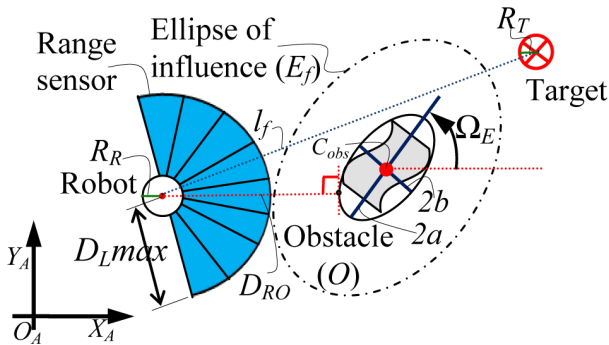 Range
sensor
Ellipse of
influence (E_f)
R_T
Target
l_f
C_obs
Ω_E
R_R
Robot
2b
2a
Obstacle
(O)
D_Lmax
D_RO
Y_A
O_A
X_A